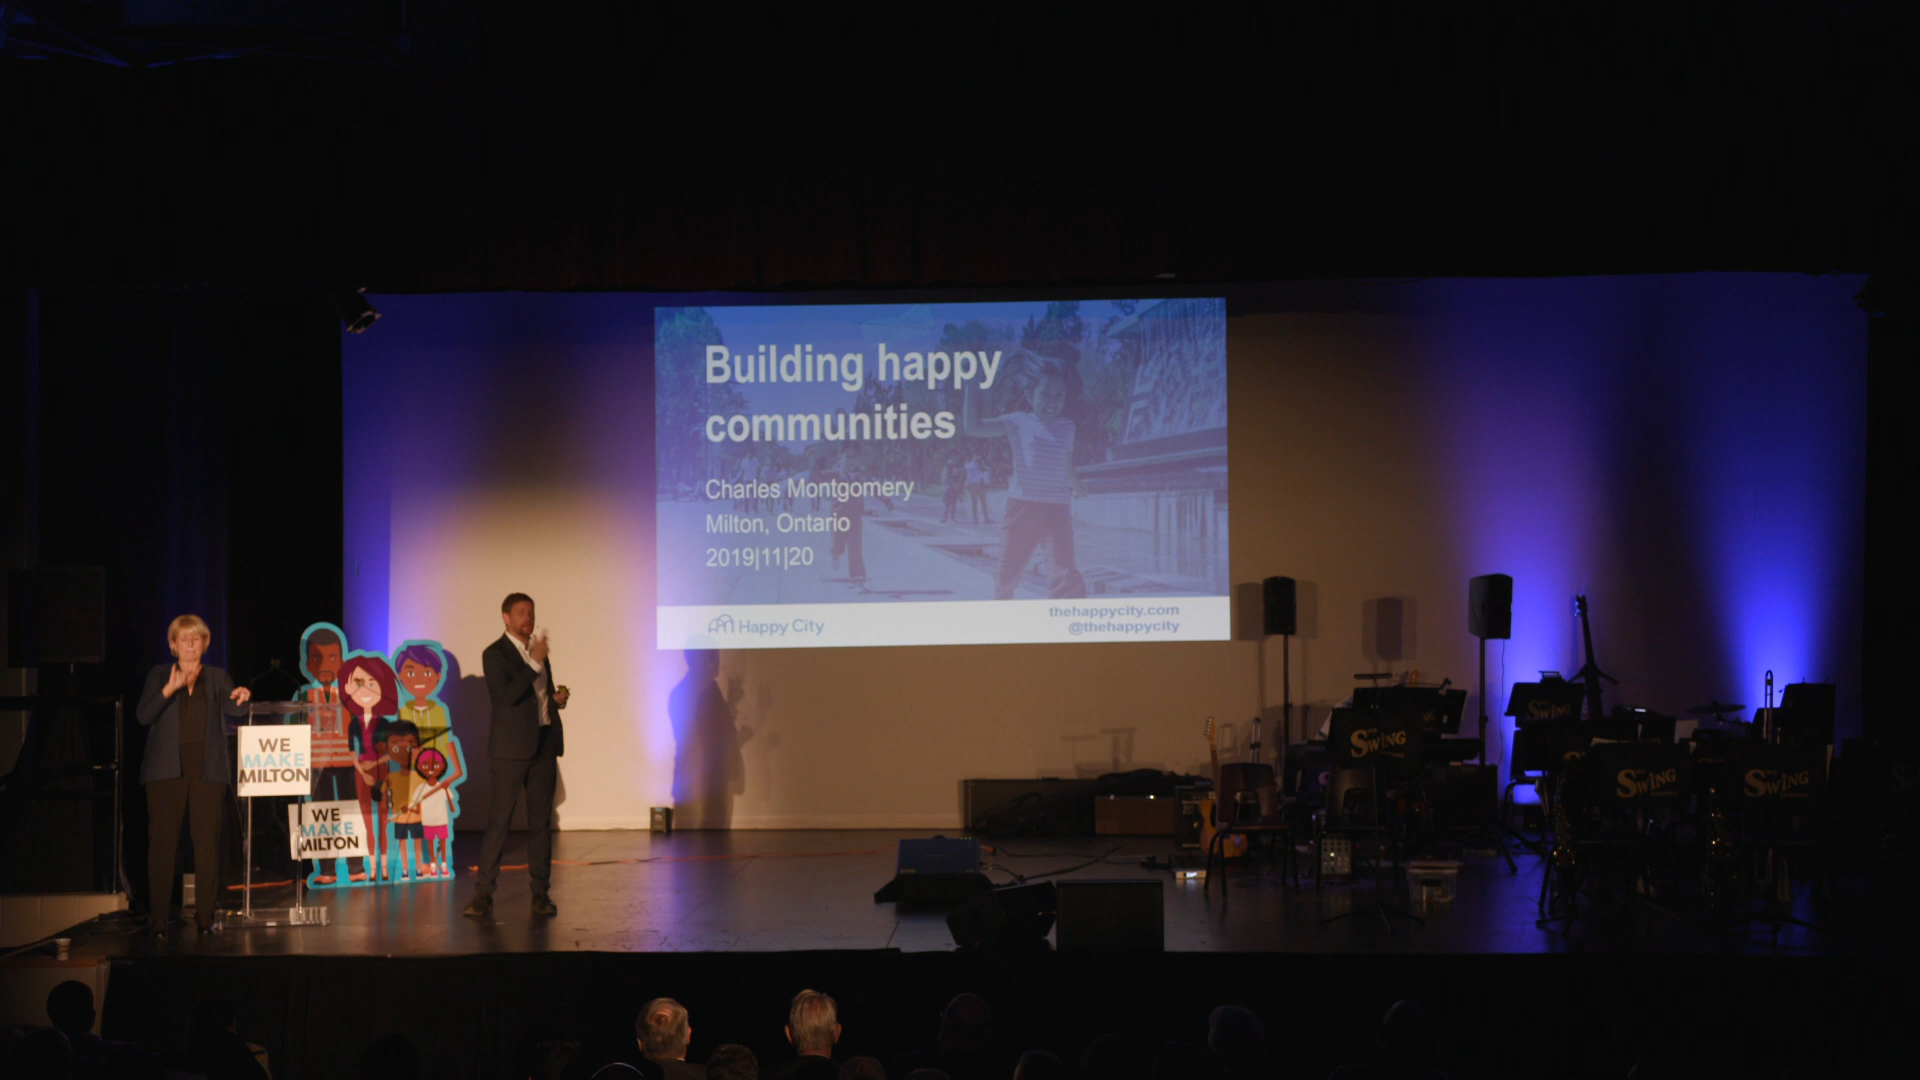 Building happy
communities
Charles Montgomery
Milton, Ontario
2019|11|20
Happy City
thehappycity.com
@thehappycity
WE
MAKE
MILTON
WE
MAKE
MILTON
SWING
SWING
SWING
SWING